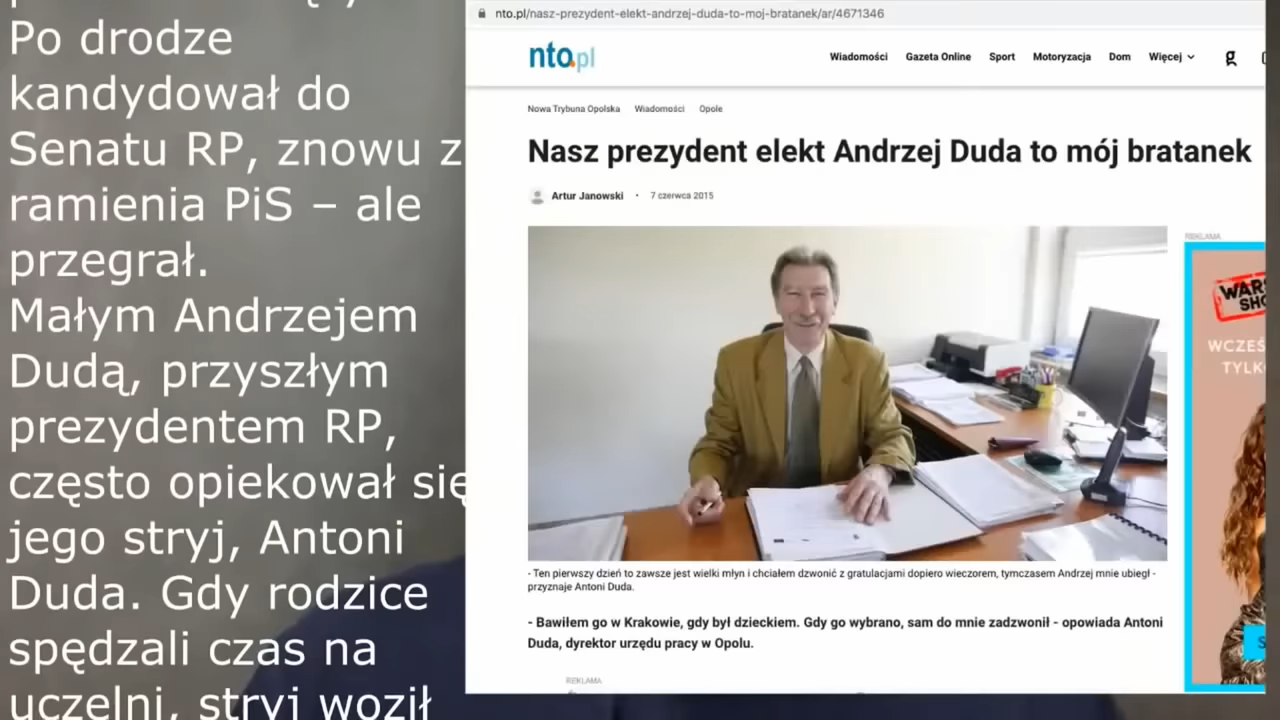 Po drodze
kandydował do
Senatu RP, znowu z
ramienia PiS – ale
przegrał.
Małym Andrzejem
Dudą, przyszłym
prezydentem RP,
często opiekował się
jego stryj, Antoni
Duda. Gdy rodzice
spędzali czas na
uczelni, stryj woził
nto.pl/nasz-prezydent-elekt-andrzej-duda-to-moj-bratanek/ar/4671346
nto.pl
Wiadomości Gazeta Online Sport Motoryzacja Dom Więcej
Nowa Trybuna Opolska Wiadomości Opole
Nasz prezydent elekt Andrzej Duda to mój bratanek
Artur Janowski • 7 czerwca 2015
REKLAMA
- Ten pierwszy dzień to zawsze jest wielki młyn i chciałem dzwonić z gratulacjami dopiero wieczorem, tymczasem Andrzej mnie ubiegł -
przyznaje Antoni Duda.
- Bawiłem go w Krakowie, gdy był dzieckiem. Gdy go wybrano, sam do mnie zadzwonił - opowiada Antoni
Duda, dyrektor urzędu pracy w Opolu.
REKLAMA